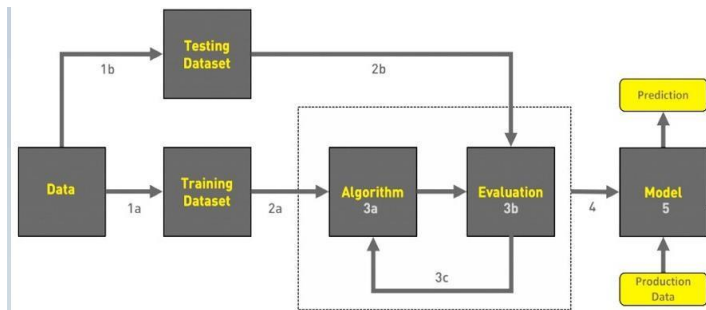 Testing
Dataset
1b
2b
Prediction
Data
1a
Training
Dataset
2a
Algorithm
3a
Evaluation
3b
3c
4
Model
5
Production
Data